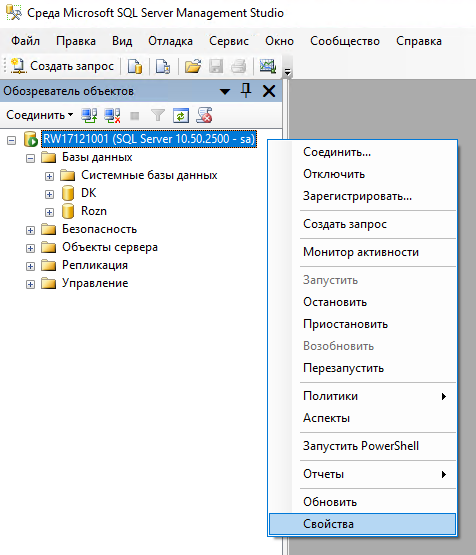 Среда Microsoft SQL Server Management Studio
Файл Правка Вид Отладка Сервис Окно Сообщество Справка
Создать запрос
Обозреватель объектов
Соединить
RW17121001 (SQL Server 10.50.2500 - sa)
Базы данных
Системные базы данных
DK
Rozn
Безопасность
Объекты сервера
Репликация
Управление
Соединить...
Отключить
Зарегистрировать...
Создать запрос
Монитор активности
Запустить
Остановить
Приостановить
Возобновить
Перезапустить
Политики
Аспекты
Запустить PowerShell
Отчеты
Обновить
Свойства